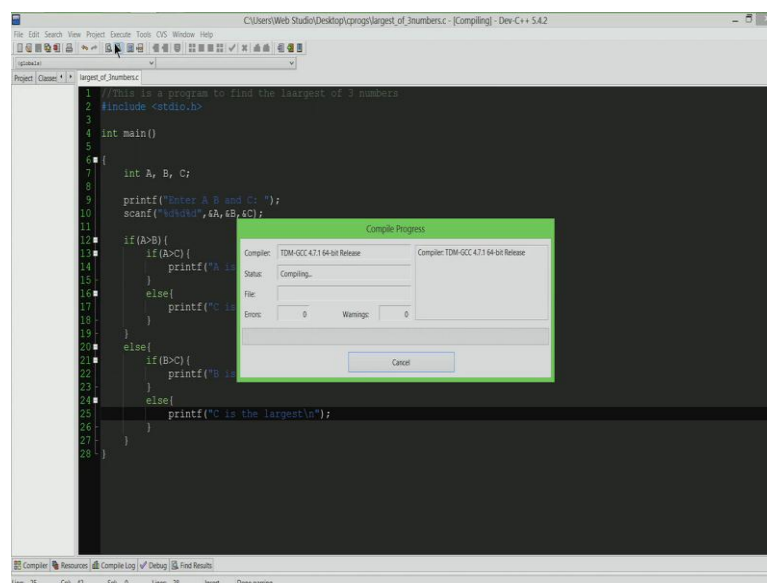 C:\Users\Web Studio\Desktop\cprogs\largest_of_3numbers.c - [Compiling] - Dev-C++ 5.4.2
File Edit Search View Project Execute Tools CVS Window Help
(globals)
Project Classes largest_of_3numbers.c
1 //This is a program to find the laargest of 3 numbers
2 #include <stdio.h>
3
4 int main()
5
6 {
7 int A, B, C;
8
9 printf("Enter A B and C: ");
10 scanf("%d%d%d",&A,&B,&C);
11
12 if(A>B){
13 if(A>C){
14 printf("A is
15 }
16 else{
17 printf("C is
18 }
19 }
20 else{
21 if(B>C){
22 printf("B is
23 }
24 else{
25 printf("C is the largest\n");
26 }
27 }
28 }
Compile Progress
Compiler: TDM-GCC 4.7.1 64-bit Release
Status: Compiling...
File:
Errors: 0 Warnings: 0
Compiler: TDM-GCC 4.7.1 64-bit Release
Cancel
Compiler Resources Compile Log Debug Find Results